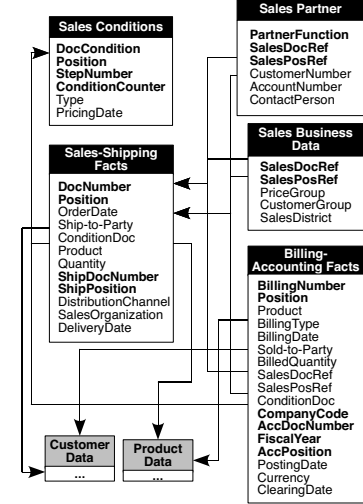 Sales Conditions
DocCondition
Position
StepNumber
ConditionCounter
Type
PricingDate
Sales Partner
PartnerFunction
SalesDocRef
SalesPosRef
CustomerNumber
AccountNumber
ContactPerson
Sales-Shipping
Facts
DocNumber
Position
OrderDate
Ship-to-Party
ConditionDoc
Product
Quantity
ShipDocNumber
ShipPosition
DistributionChannel
SalesOrganization
DeliveryDate
Sales Business
Data
SalesDocRef
SalesPosRef
PriceGroup
CustomerGroup
SalesDistrict
Billing-
Accounting Facts
BillingNumber
Position
Product
BillingType
BillingDate
Sold-to-Party
BilledQuantity
SalesDocRef
SalesPosRef
ConditionDoc
CompanyCode
AccDocNumber
FiscalYear
AccPosition
PostingDate
Currency
ClearingDate
Customer
Data
...
Product
Data
...